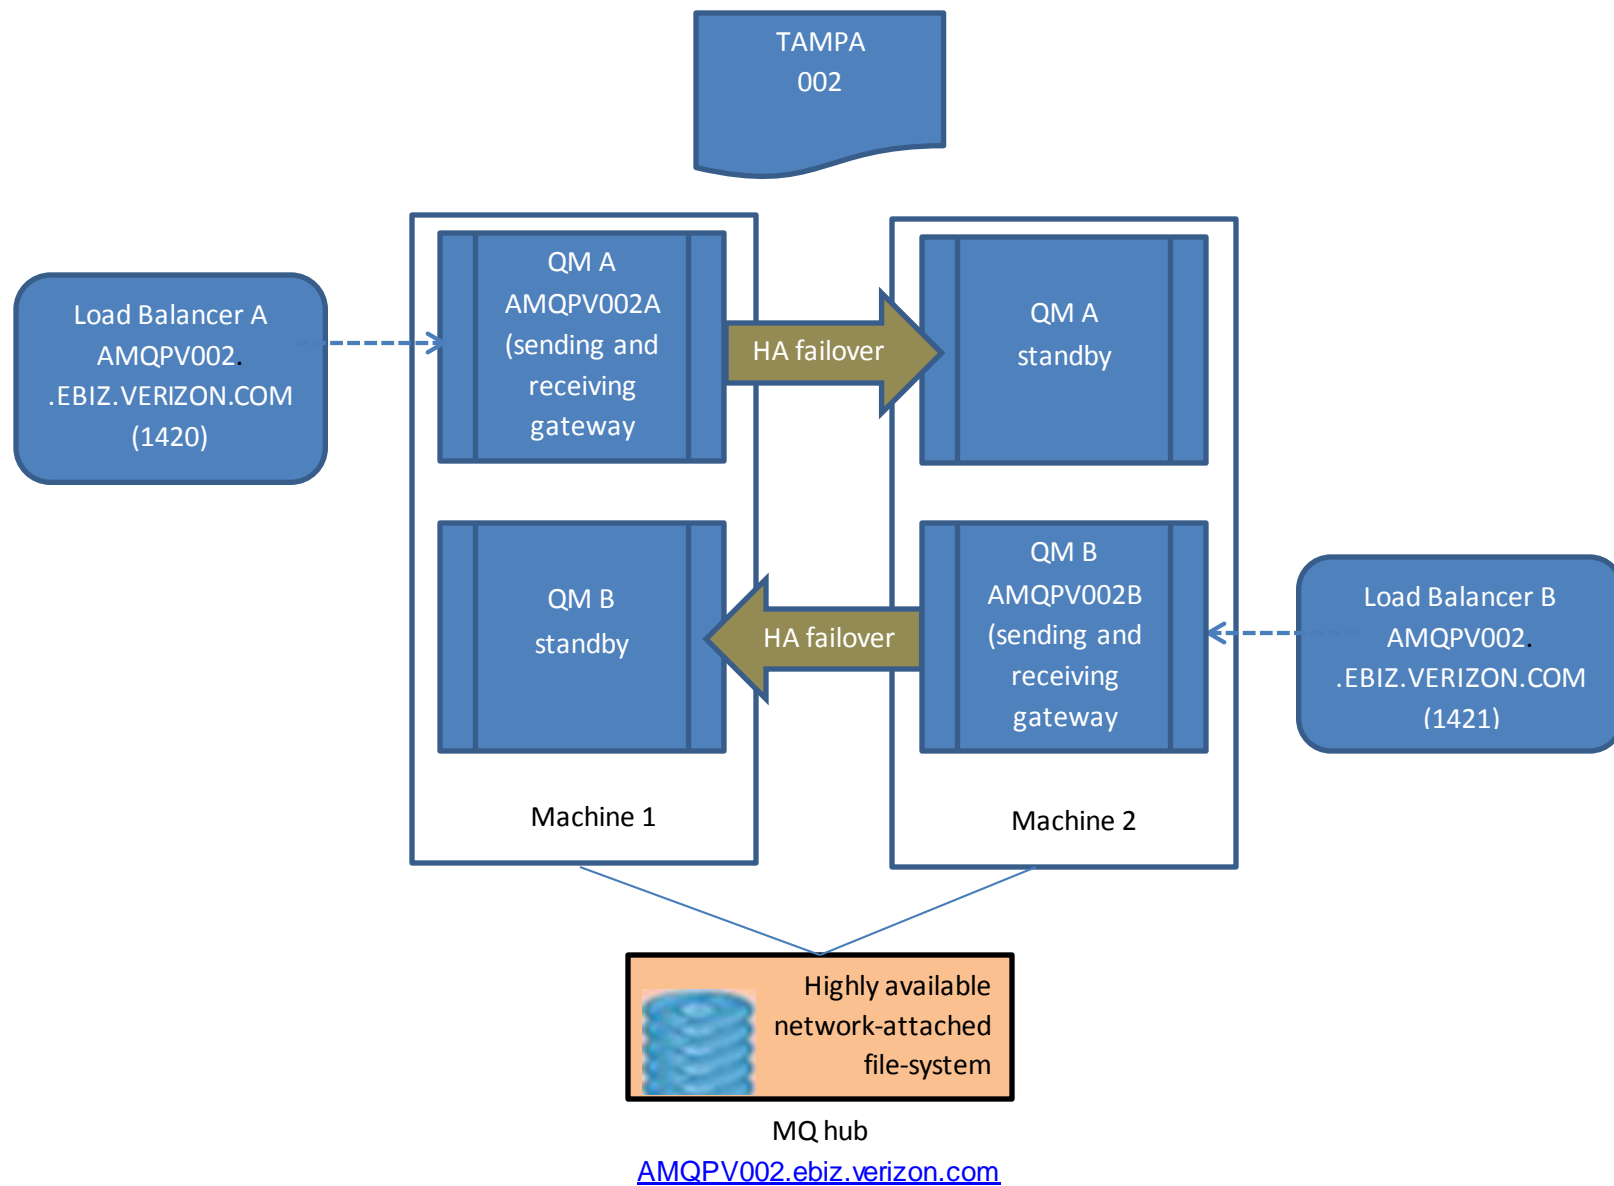 TAMPA
002
Load Balancer A
AMQPV002.
.EBIZ.VERIZON.COM
(1420)
QM A
AMQPV002A
(sending and
receiving
gateway
HA failover
QM A
standby
QM B
standby
HA failover
QM B
AMQPV002B
(sending and
receiving
gateway
Load Balancer B
AMQPV002.
.EBIZ.VERIZON.COM
(1421)
Machine 1
Machine 2
Highly available
network-attached
file-system
MQ hub
AMQPV002.ebiz.verizon.com